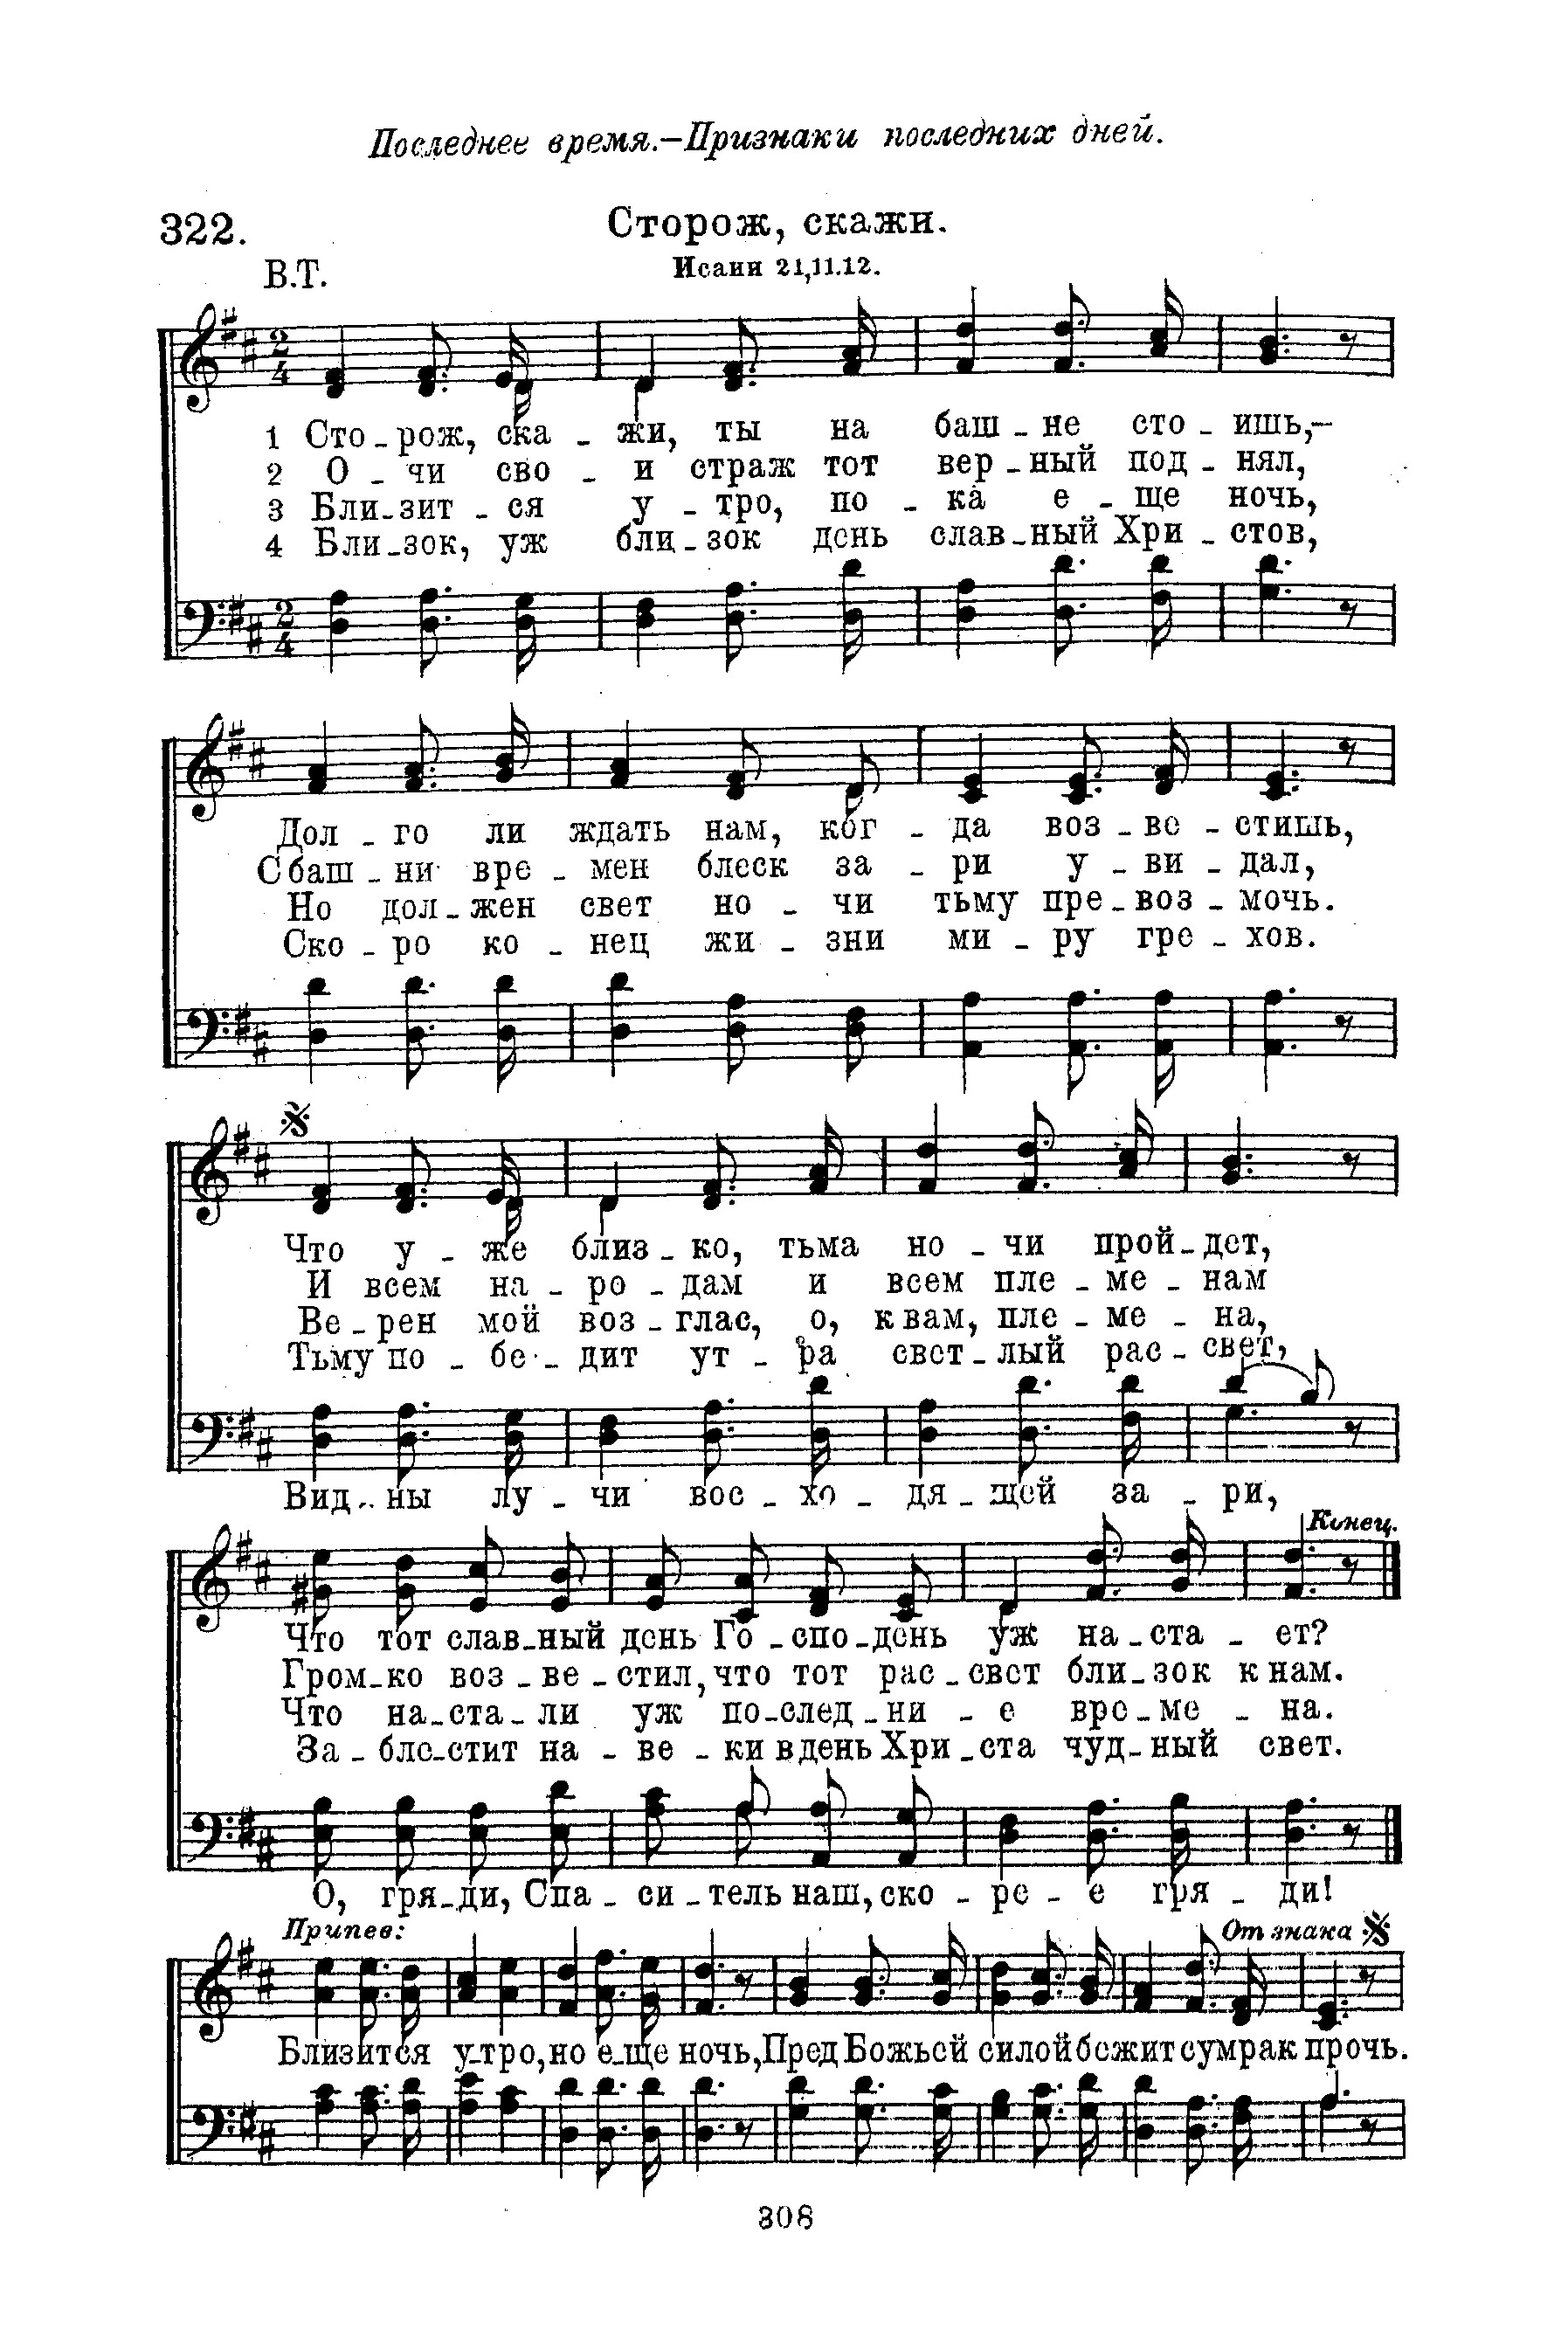 Последнее время.–Признаки последних дней.
322.
Сторож, скажи.
В.Т.
Исаии 21,11.12.
1 Сто-рож, ска - жи, ты на баш-не сто-ишь,–
2 О-чи сво-и страж тот вер-ный под-нял,
3 Бли-зит-ся у-тро, по-ка е-ще ночь,
4 Бли-зок, уж бли-зок день слав-ный Хри-стов,
Дол-го ли ждать нам, ког-да воз-ве-стишь,
С баш-ни вре-мен блеск за-ри у-ви-дал,
Но дол-жен свет но-чи тьму пре-воз-мочь.
Ско-ро ко-нец жи-зни ми-ру гре-хов.
Что у-же близ-ко, тьма но-чи прой-дет,
И всем на-ро-дам и всем пле-ме-нам
Ве-рен мой воз-глас, о, к вам, пле-ме-на,
Тьму по-бе-дит ут-ра свет-лый рас-свет,
Вид-ны лу-чи вос-хо-дя-щей за-ри,
Конец.
Что тот слав-ный день Го-спо-день уж на-ста-ет?
Гром-ко воз-ве-стил, что тот рас-свет бли-зок к нам.
Что на-ста-ли уж по-след-ни-е вре-ме-на.
За-бле-стит на-ве-ки в день Хри-ста чуд-ный свет.
О, гря-ди, Спа-си-тель наш, ско-ре-е гря-ди!
Припев:
От знака
Близится у-тро, но е-ще ночь, Пред Божьей силой бежит сумрак прочь.
308